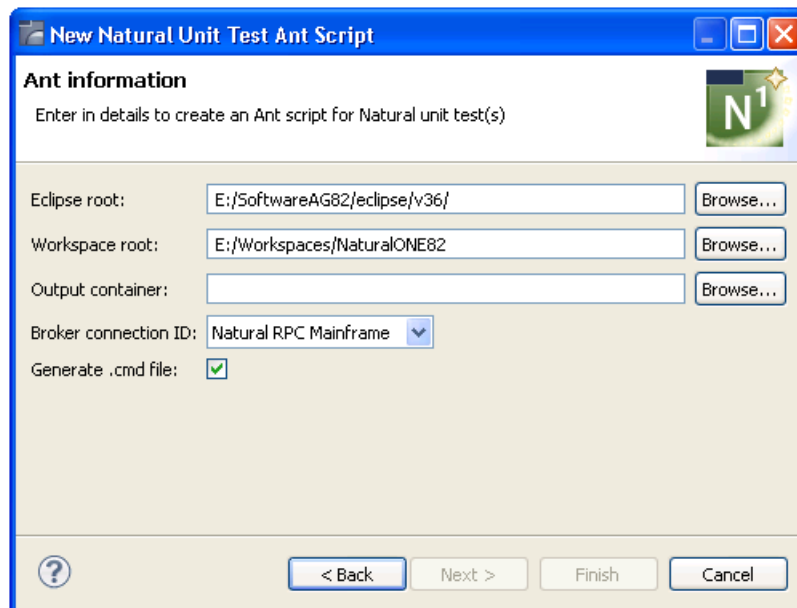 New Natural Unit Test Ant Script
Ant information
Enter in details to create an Ant script for Natural unit test(s)
N1
Eclipse root: E:/SoftwareAG82/eclipse/v36/ Browse...
Workspace root: E:/Workspaces/NaturalONE82 Browse...
Output container: Browse...
Broker connection ID: Natural RPC Mainframe
Generate .cmd file:
? < Back Next > Finish Cancel